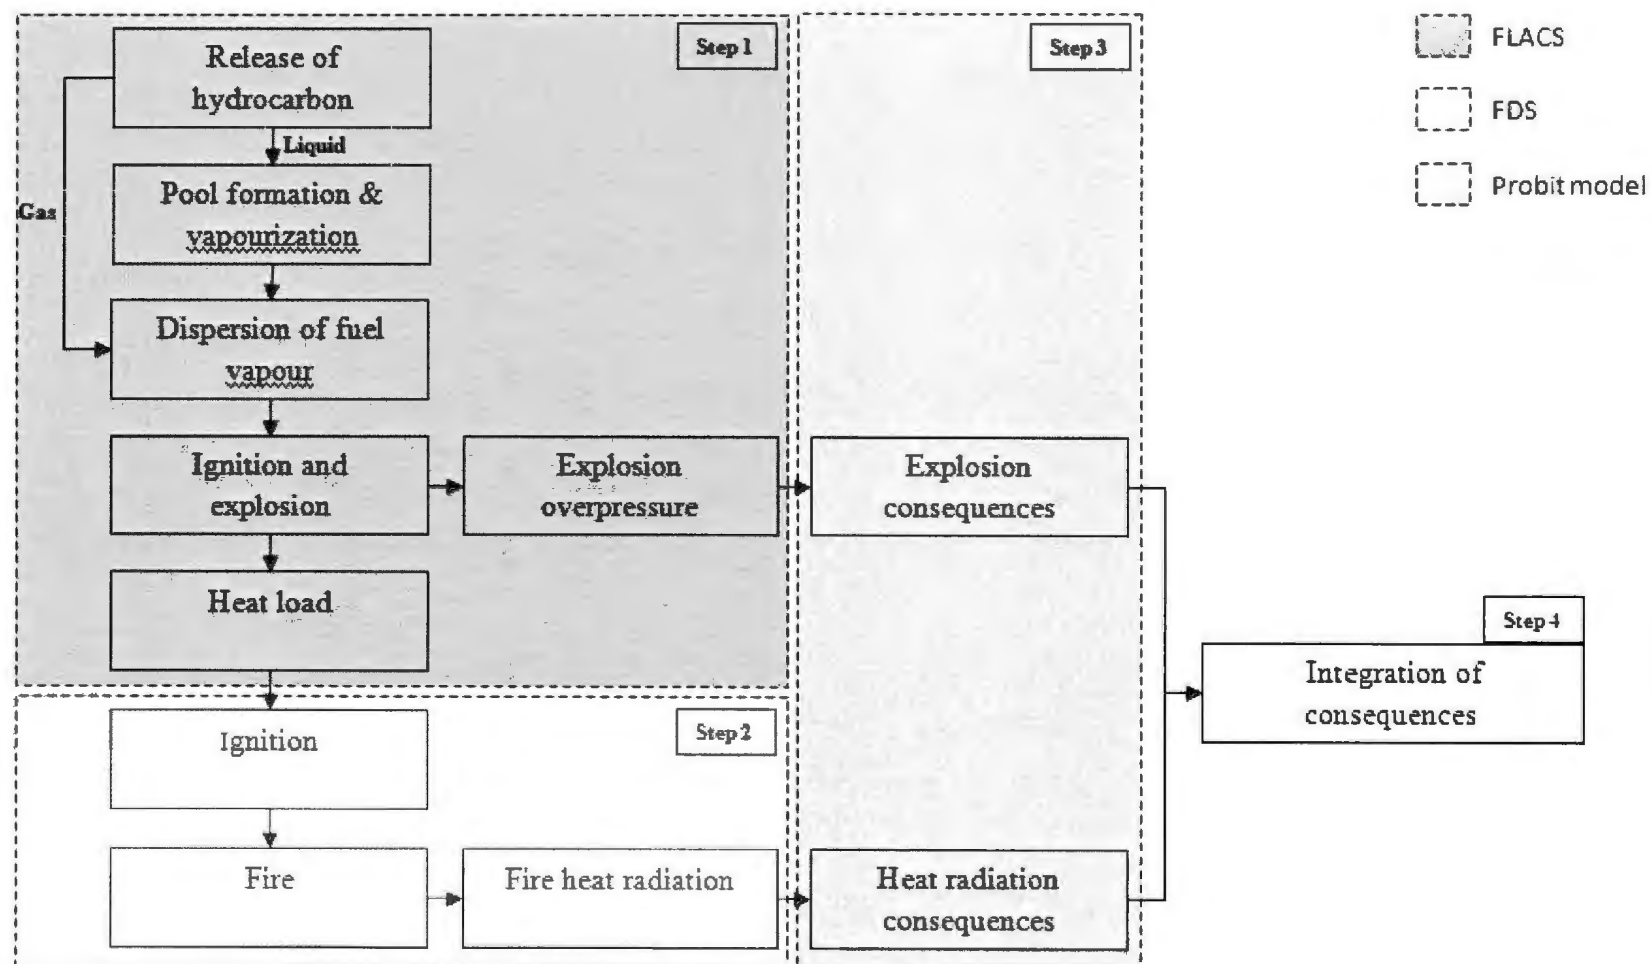 Step 1
Release of
hydrocarbon
Liquid
Gas
Pool formation &
vapourization
Dispersion of fuel
vapour
Ignition and
explosion
Explosion
overpressure
Heat load
Step 2
Ignition
Fire
Fire heat radiation
Step 3
Explosion
consequences
Heat radiation
consequences
Step 4
Integration of
consequences
FLACS
FDS
Probit model